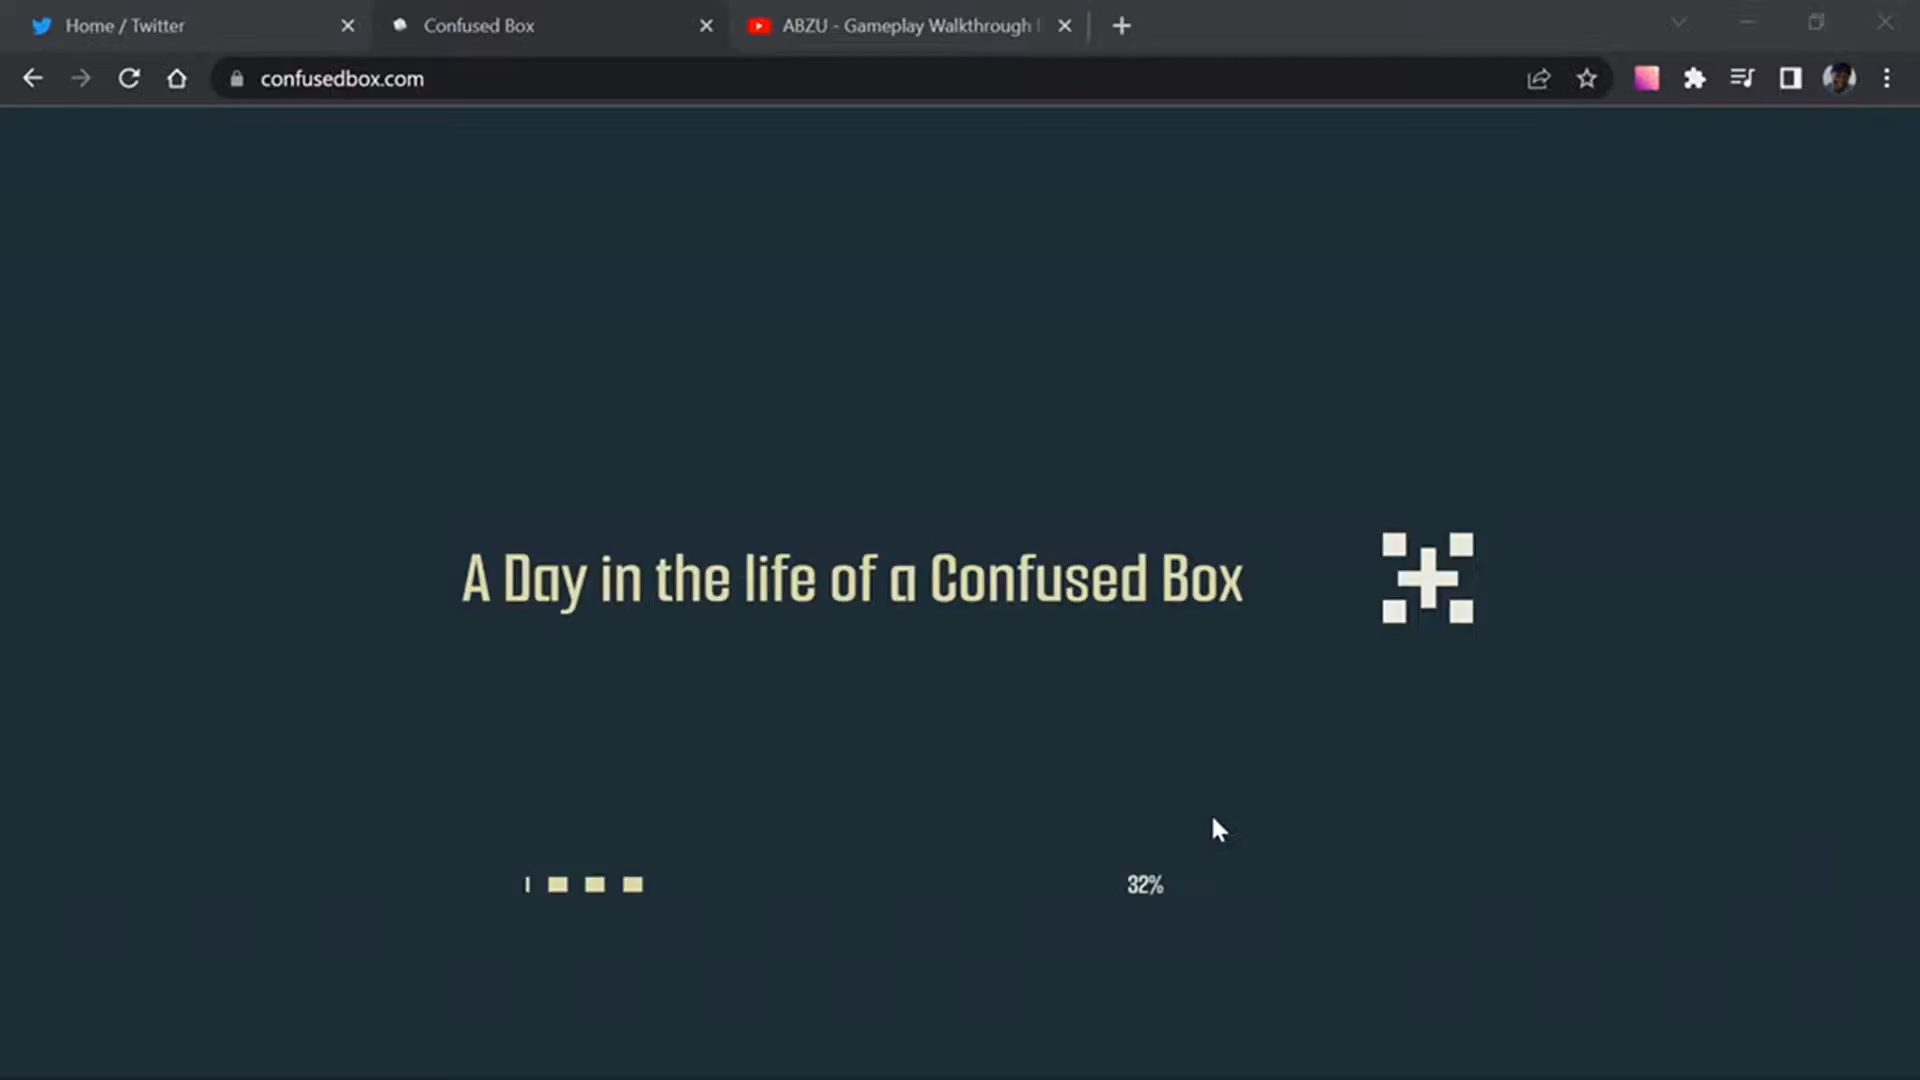 Home / Twitter
Confused Box
ABZU - Gameplay Walkthrough
confusedbox.com
A Day in the life of a Confused Box
32%